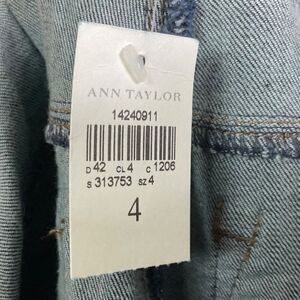 ANN TAYLOR
14240911
D 42 CL 4 C 1206
S 313753 SZ 4
4